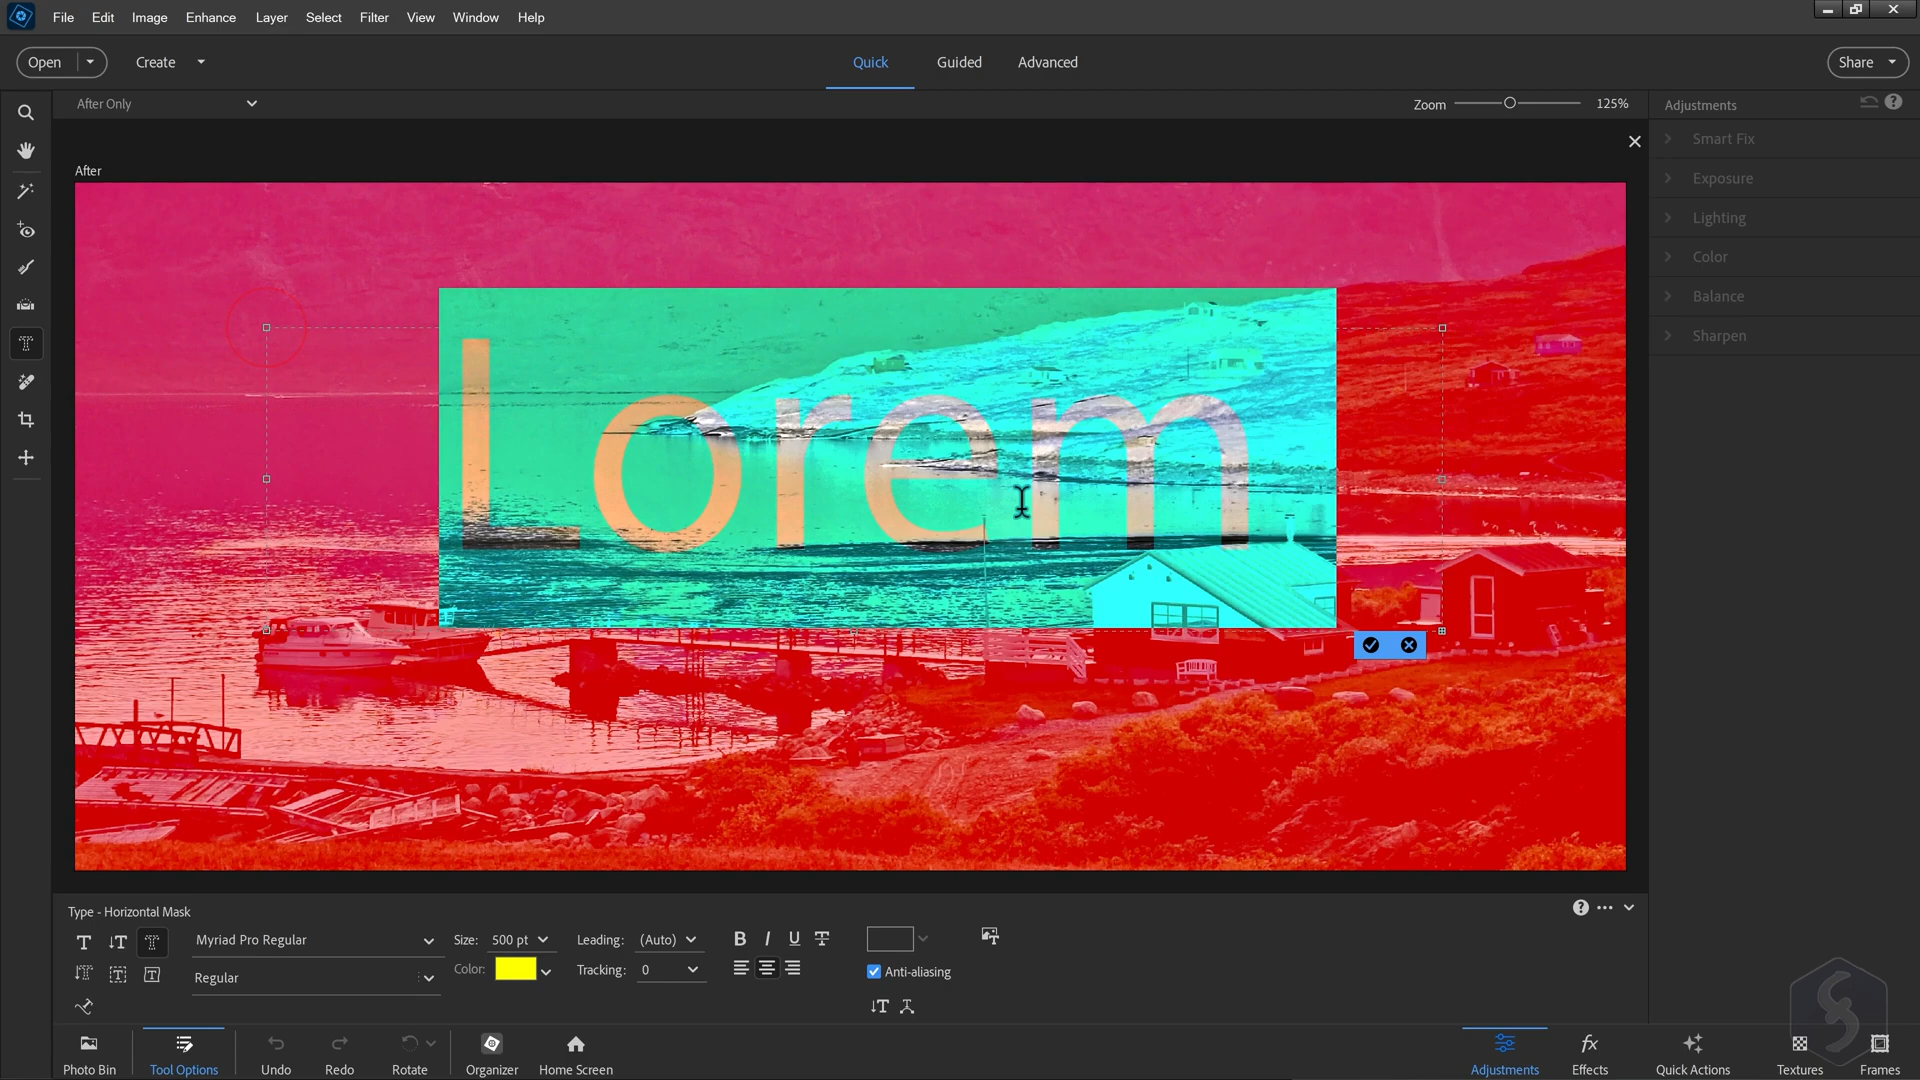 File Edit Image Enhance Layer Select Filter View Window Help
Open Create Quick Guided Advanced Share
After Only Zoom 125% Adjustments
Smart Fix
After
Exposure
Lighting
Color
Balance
Sharpen
Lorem
Type - Horizontal Mask
Myriad Pro Regular Size: 500 pt Leading: (Auto) B I U T
Regular Color: Tracking: 0 Anti-aliasing
Photo Bin Tool Options Undo Redo Rotate Organizer Home Screen Adjustments Effects Quick Actions Textures Frames